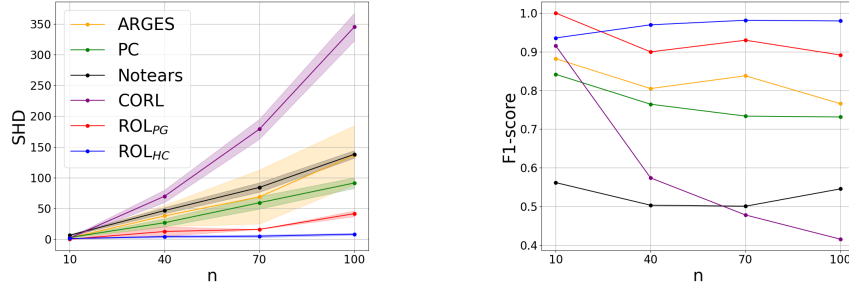 SHD
350
300
250
200
150
100
50
0
10 40 70 100
n
ARGES
PC
Notears
CORL
ROL_PG
ROL_HC
F1-score
1.0
0.9
0.8
0.7
0.6
0.5
0.4
10 40 70 100
n